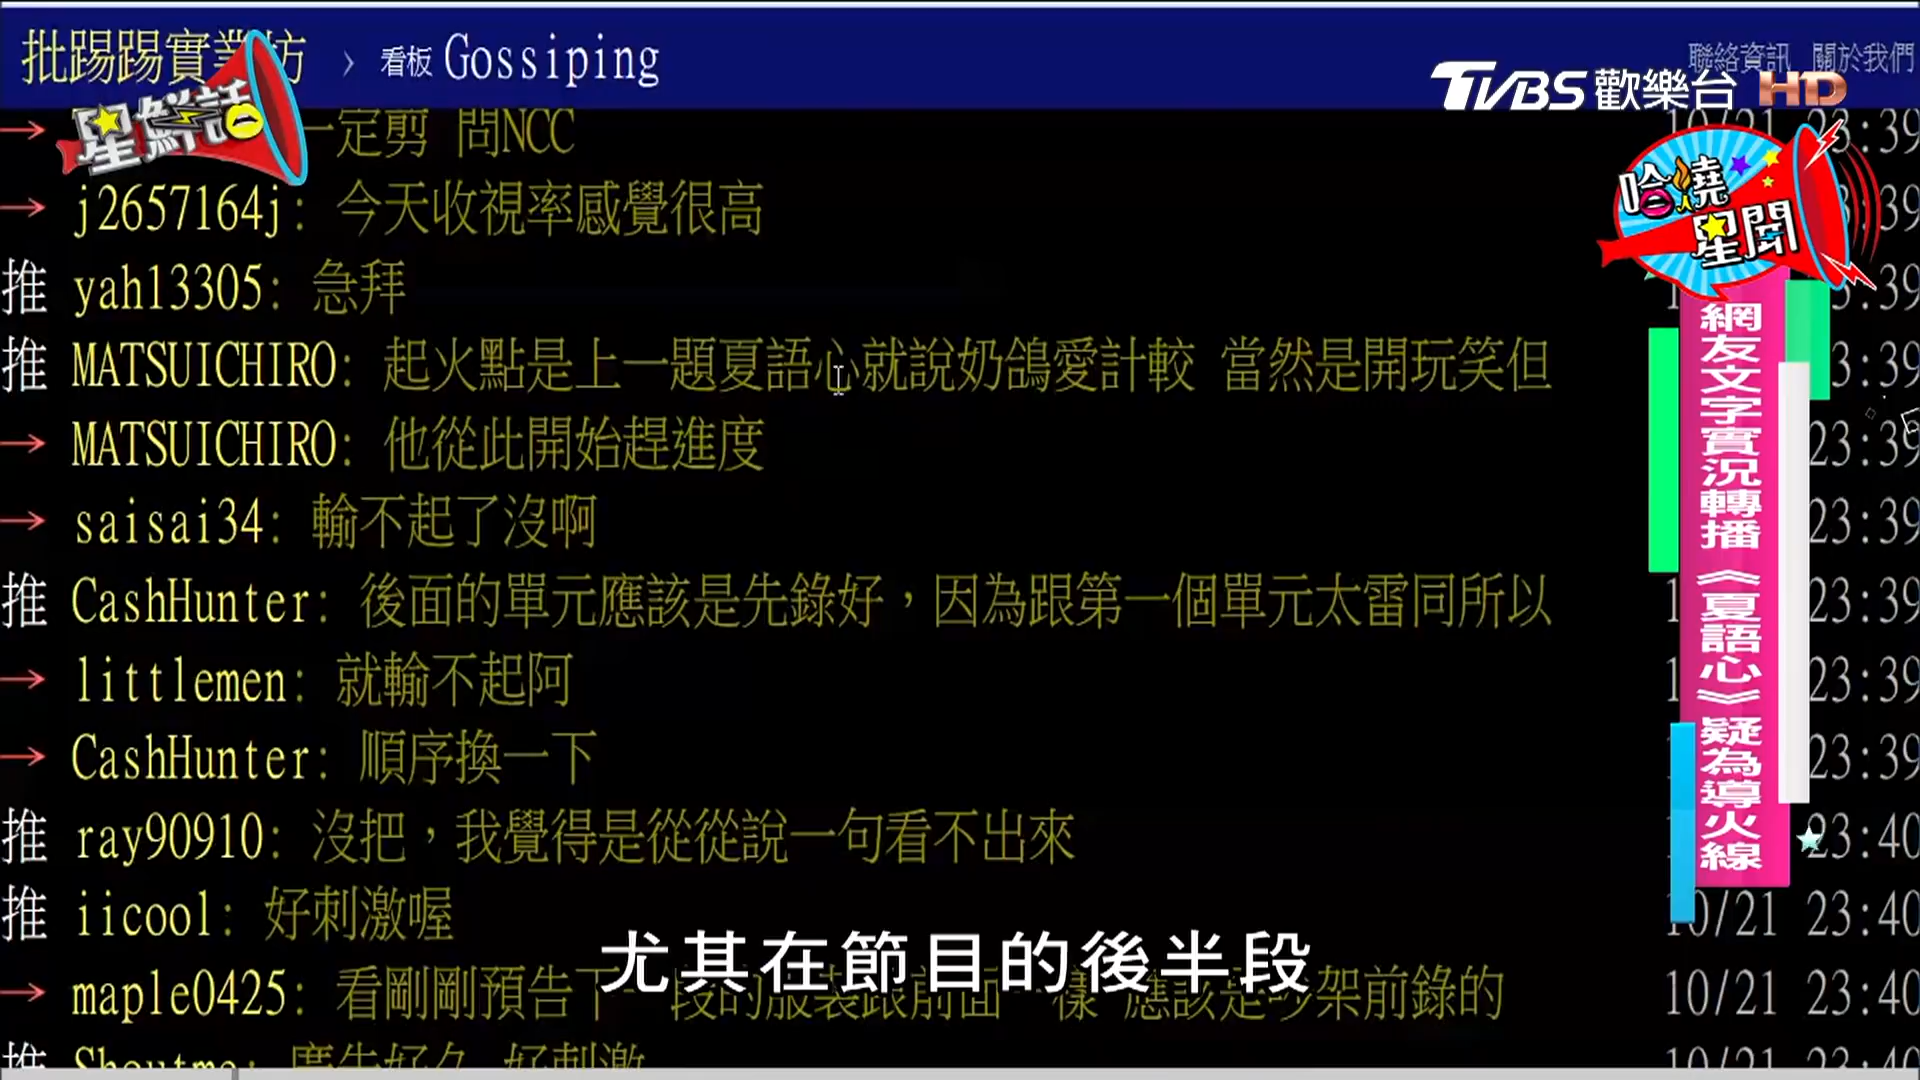 批踢踢實業坊 › 看板 Gossiping
聯絡資訊 關於我們
TVBS歡樂台 HD
星鮮話
哈燒星聞
一定剪 問NCC 10/21 23:39
→ j2657164j: 今天收視率感覺很高
推 yah13305: 急拜
推 MATSUICHIRO: 起火點是上一題夏語心就說奶鴿愛計較 當然是開玩笑但
→ MATSUICHIRO: 他從此開始趕進度 23:39
→ saisai34: 輸不起了沒啊 23:39
推 CashHunter: 後面的單元應該是先錄好，因為跟第一個單元太雷同所以 23:39
→ littlemen: 就輸不起阿 23:39
→ CashHunter: 順序換一下 23:39
推 ray90910: 沒把，我覺得是從從說一句看不出來 23:40
推 iicool: 好刺激喔 10/21 23:40
→ maple0425: 看剛剛預告下一段的服裝跟前面一樣 應該是吵架前錄的 10/21 23:40
網友文字實況轉播《夏語心》疑為導火線
尤其在節目的後半段